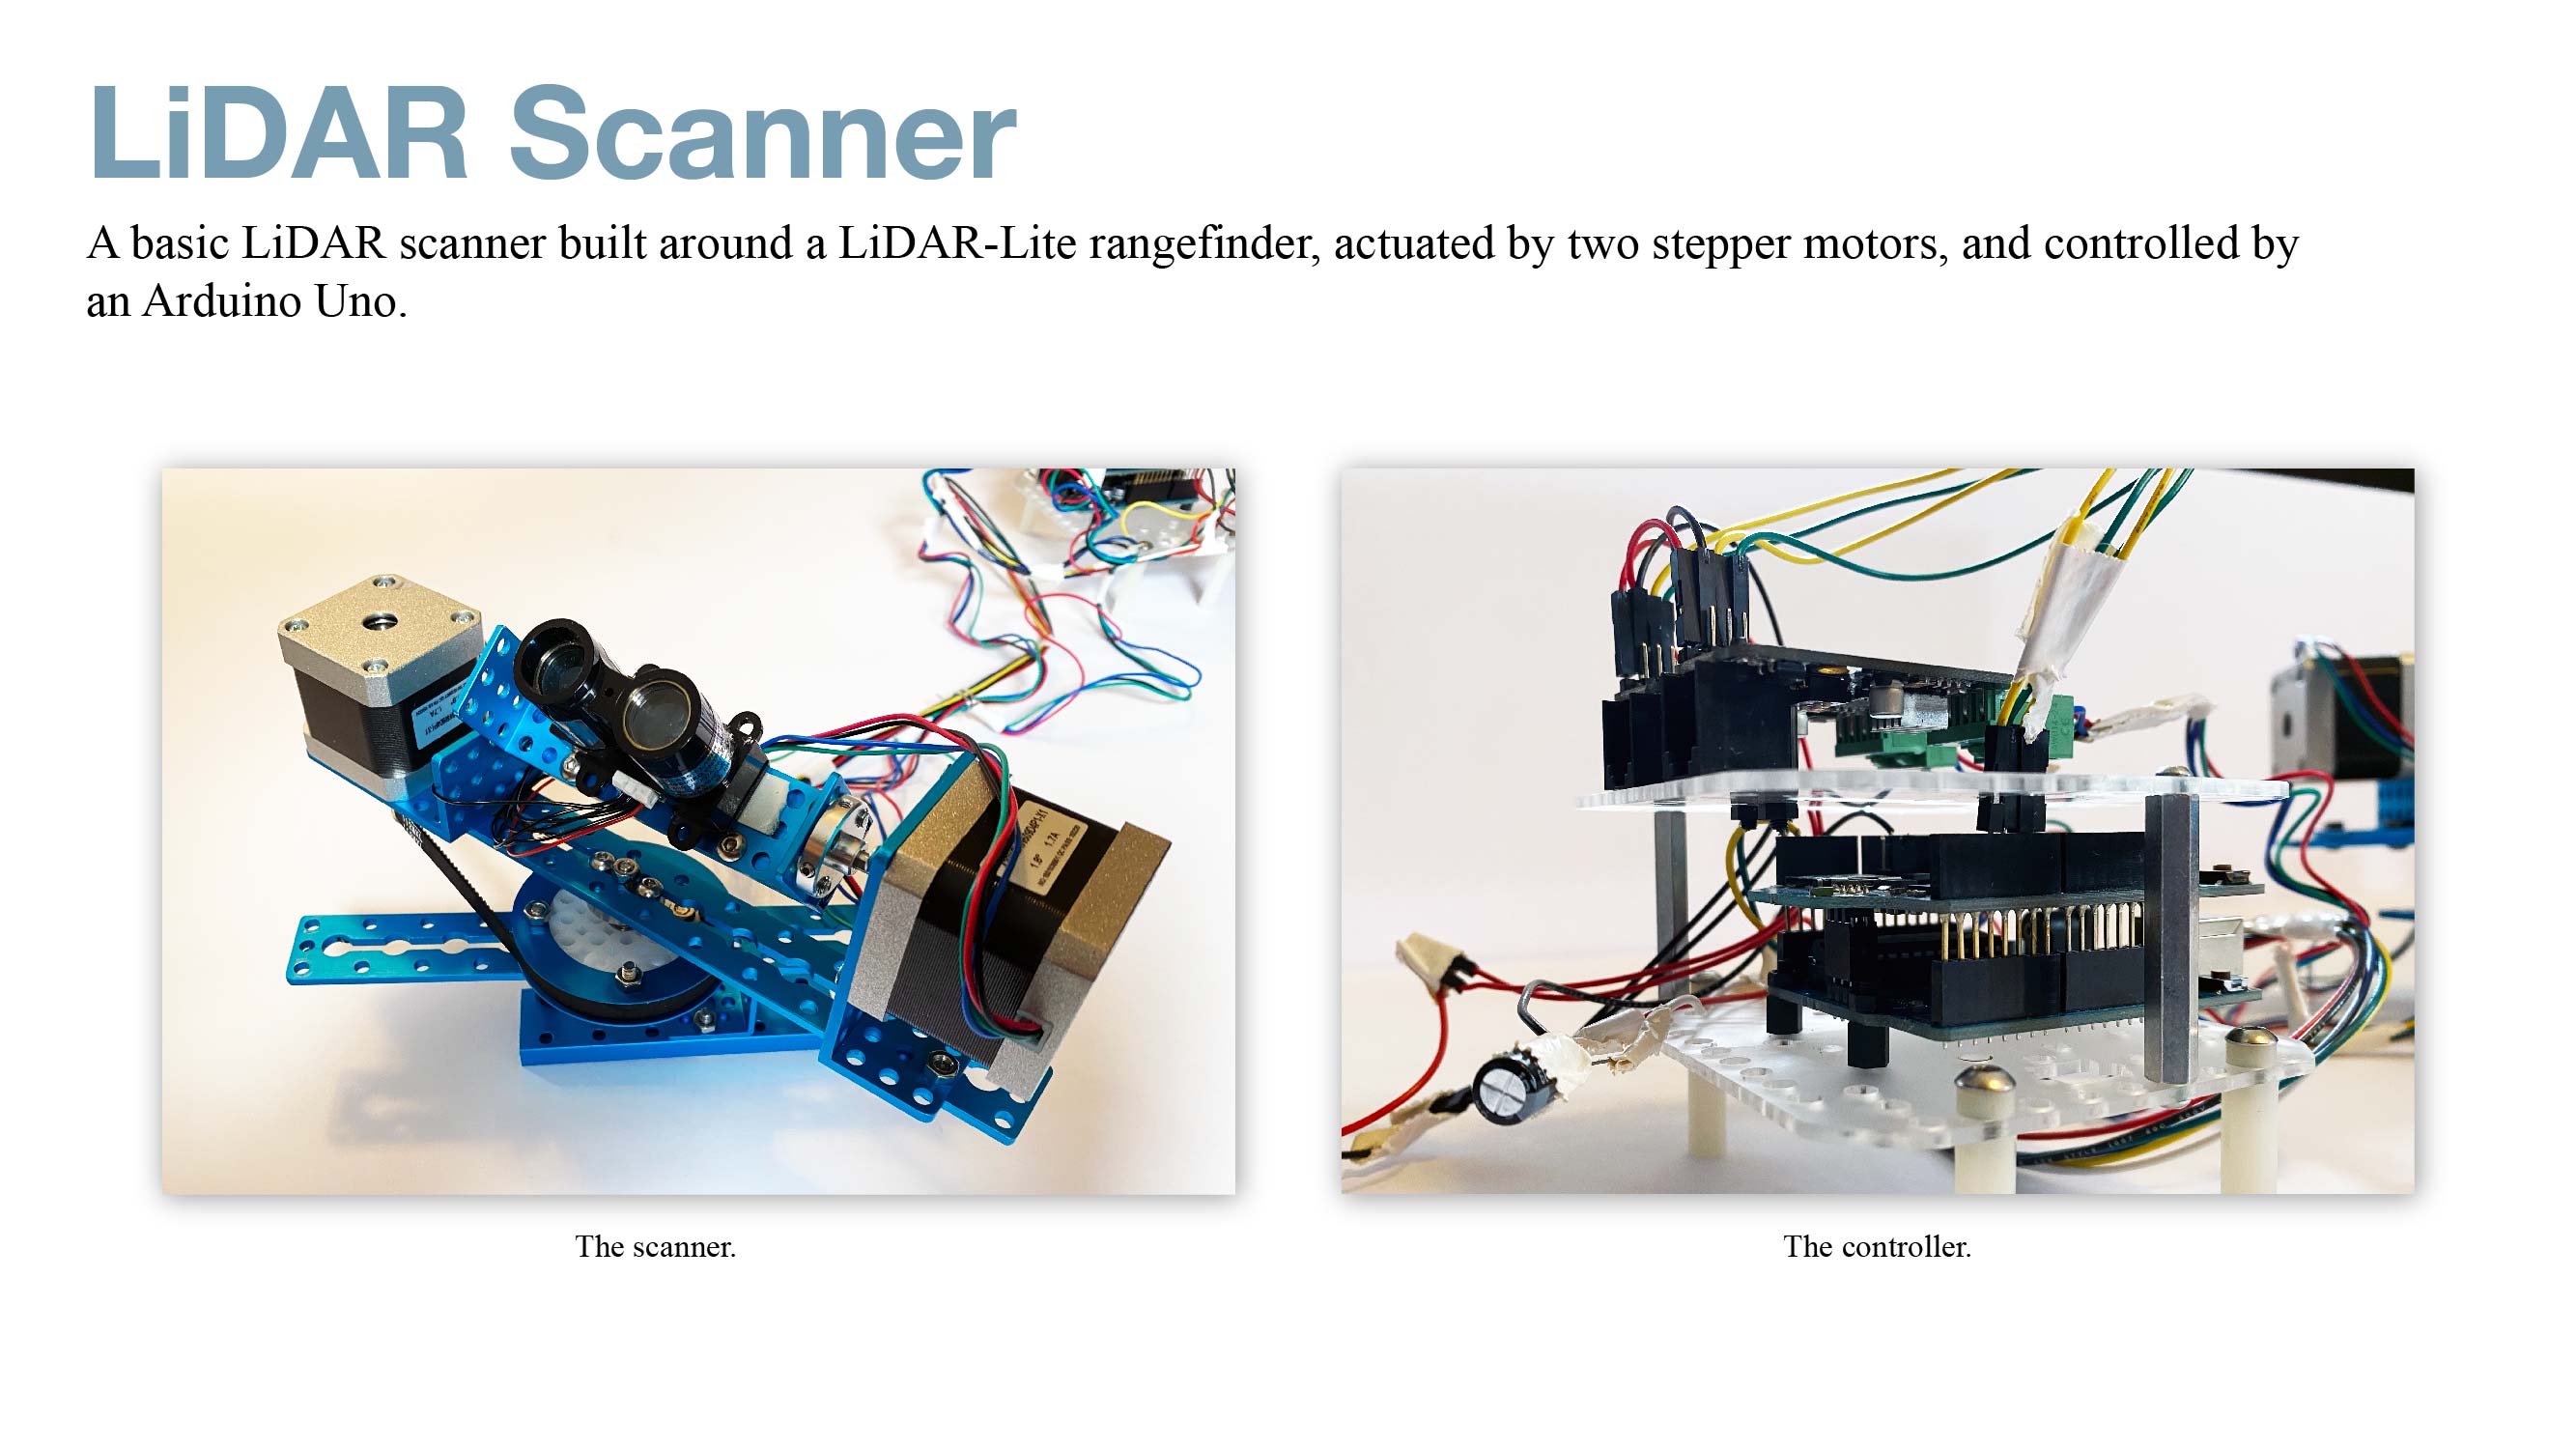 LiDAR Scanner
A basic LiDAR scanner built around a LiDAR-Lite rangefinder, actuated by two stepper motors, and controlled by
an Arduino Uno.
1.8° 1.7A
The scanner.
The controller.